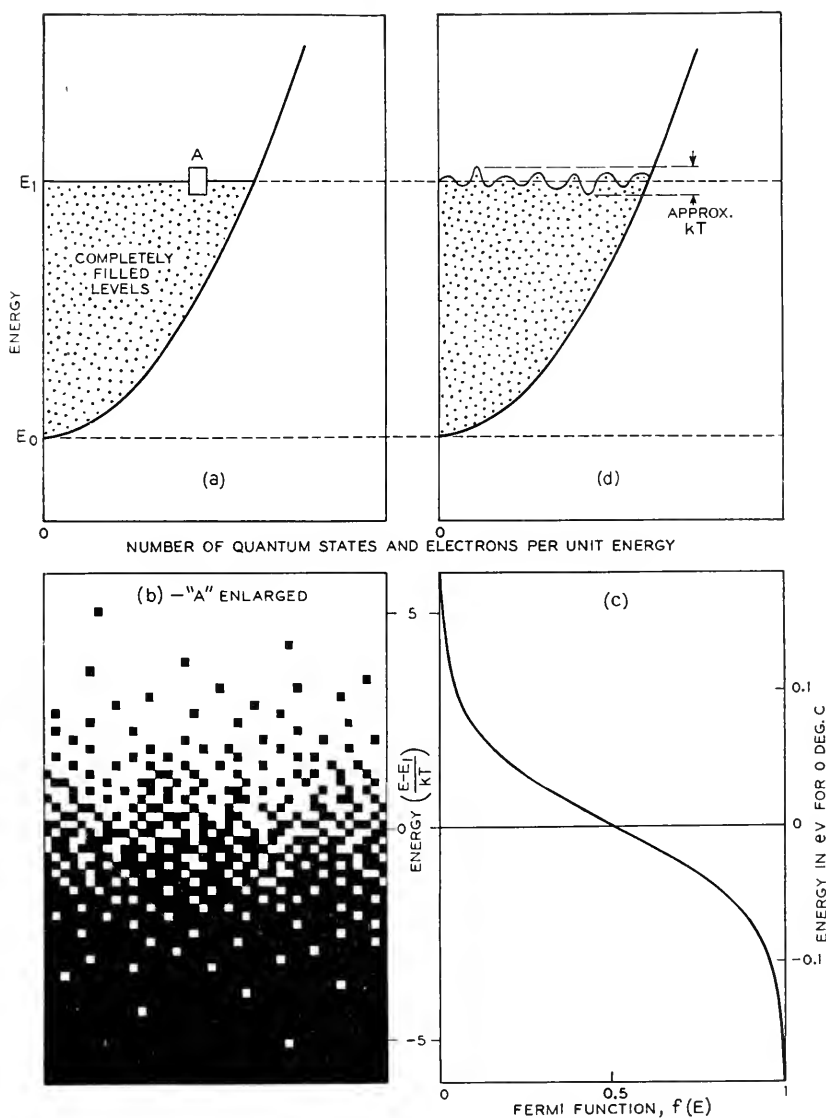 A
E1
COMPLETELY
FILLED
LEVELS
ENERGY
E0
(a)
0
APPROX.
kT
(d)
0
NUMBER OF QUANTUM STATES AND ELECTRONS PER UNIT ENERGY
(b) —"A" ENLARGED
5
0
-5
ENERGY (E-E1/kT)
(c)
0.1
0
-0.1
ENERGY IN eV FOR 0 DEG. C
0
0.5
1
FERMI FUNCTION, f(E)